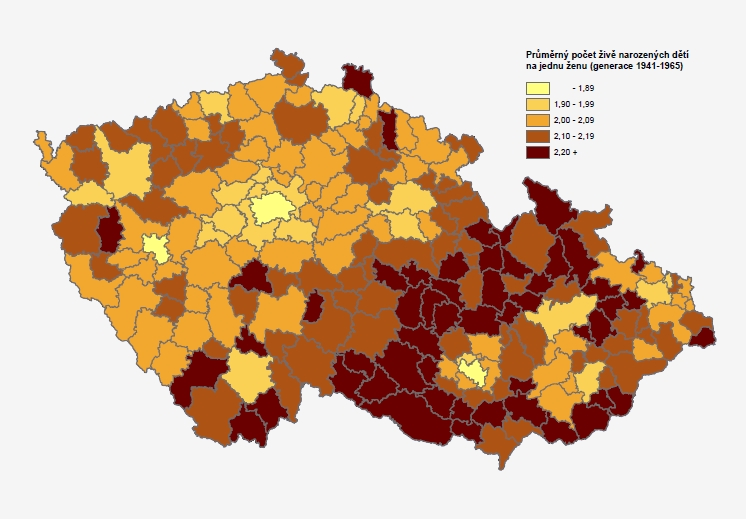 Průměrný počet živě narozených dětí
na jednu ženu (generace 1941-1965)
- 1,89
1,90 - 1,99
2,00 - 2,09
2,10 - 2,19
2,20 +